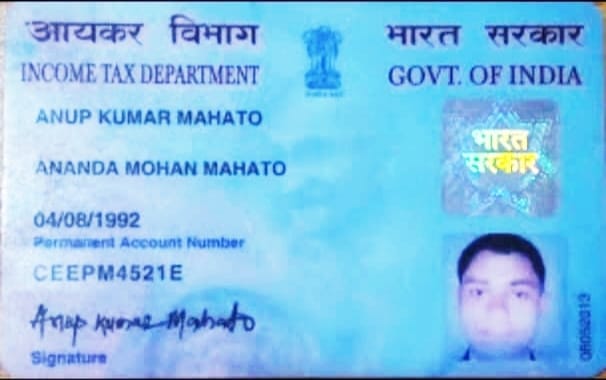 आयकर विभाग भारत सरकार
INCOME TAX DEPARTMENT GOVT. OF INDIA
ANUP KUMAR MAHATO
ANANDA MOHAN MAHATO
भारत
सरकार
04/08/1992
Permanent Account Number
CEEPM4521E
Anup Kumar Mahato
Signature